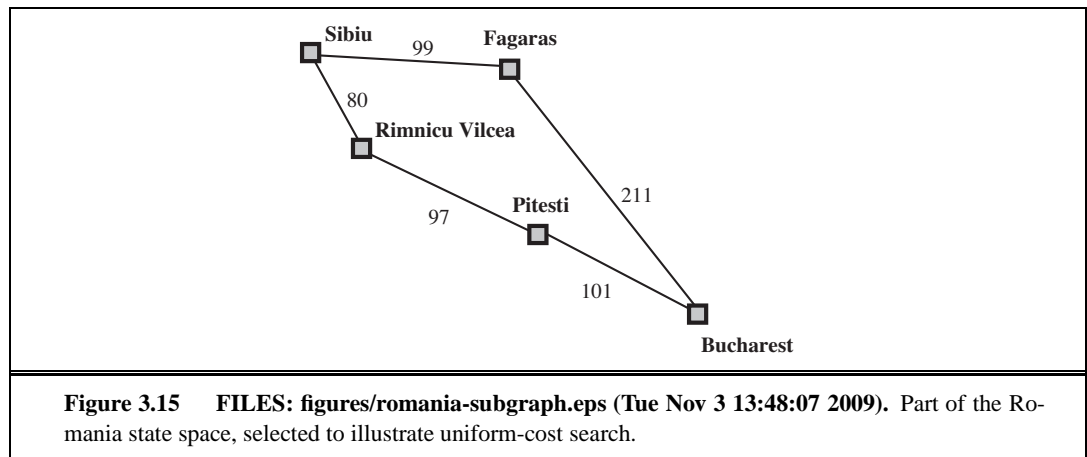 Sibiu
99
Fagaras
80
Rimnicu Vilcea
97
Pitesti
211
101
Bucharest
Figure 3.15 FILES: figures/romania-subgraph.eps (Tue Nov 3 13:48:07 2009). Part of the Ro-
mania state space, selected to illustrate uniform-cost search.